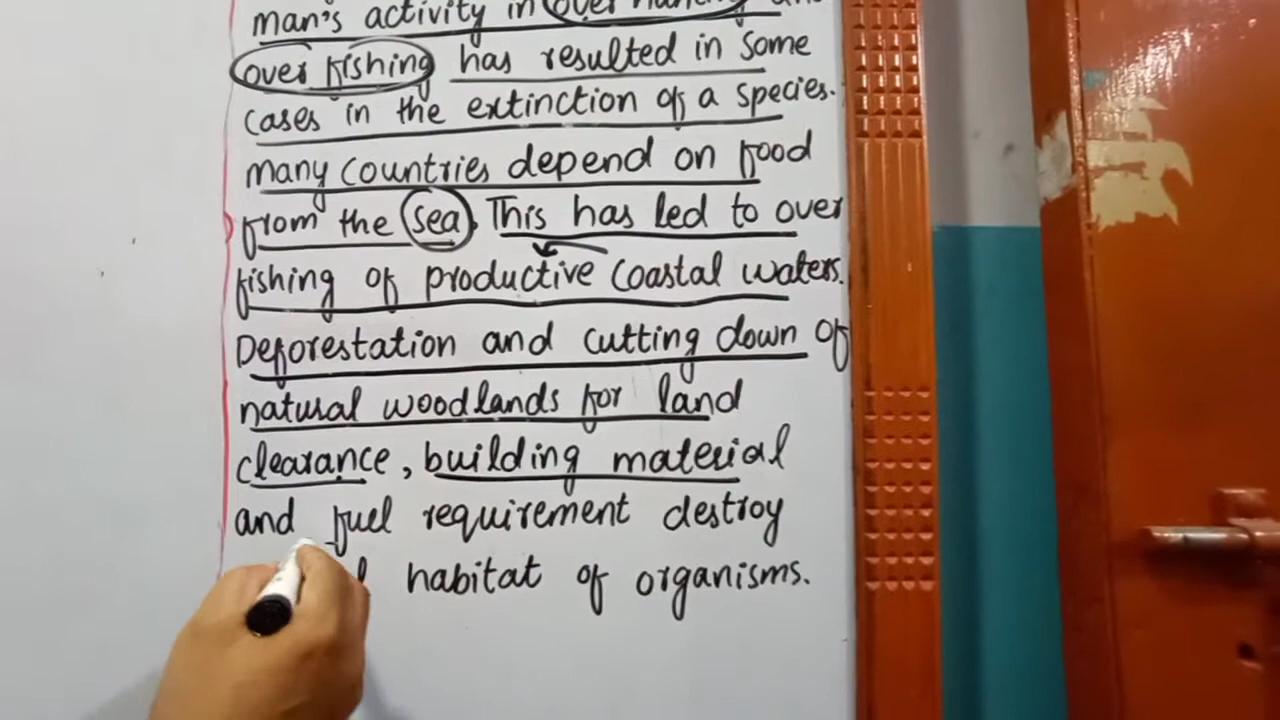 man's activity in over hunting
over fishing has resulted in some
cases in the extinction of a species.
many countries depend on food
from the sea. This has led to over
fishing of productive coastal waters.
Deforestation and cutting down of
natural woodlands for land
clearance, building material
and fuel requirement destroy
habitat of organisms.